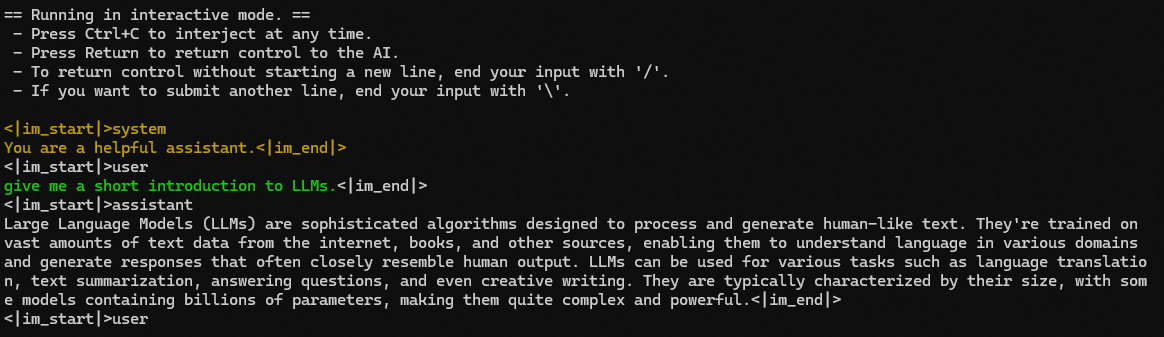 == Running in interactive mode. ==
 - Press Ctrl+C to interject at any time.
 - Press Return to return control to the AI.
 - To return control without starting a new line, end your input with '/'.
 - If you want to submit another line, end your input with '\'.

<|im_start|>system
You are a helpful assistant.<|im_end|>
<|im_start|>user
give me a short introduction to LLMs.<|im_end|>
<|im_start|>assistant
Large Language Models (LLMs) are sophisticated algorithms designed to process and generate human-like text. They're trained on
vast amounts of text data from the internet, books, and other sources, enabling them to understand language in various domains
and generate responses that often closely resemble human output. LLMs can be used for various tasks such as language translatio
n, text summarization, answering questions, and even creative writing. They are typically characterized by their size, with som
e models containing billions of parameters, making them quite complex and powerful.<|im_end|>
<|im_start|>user